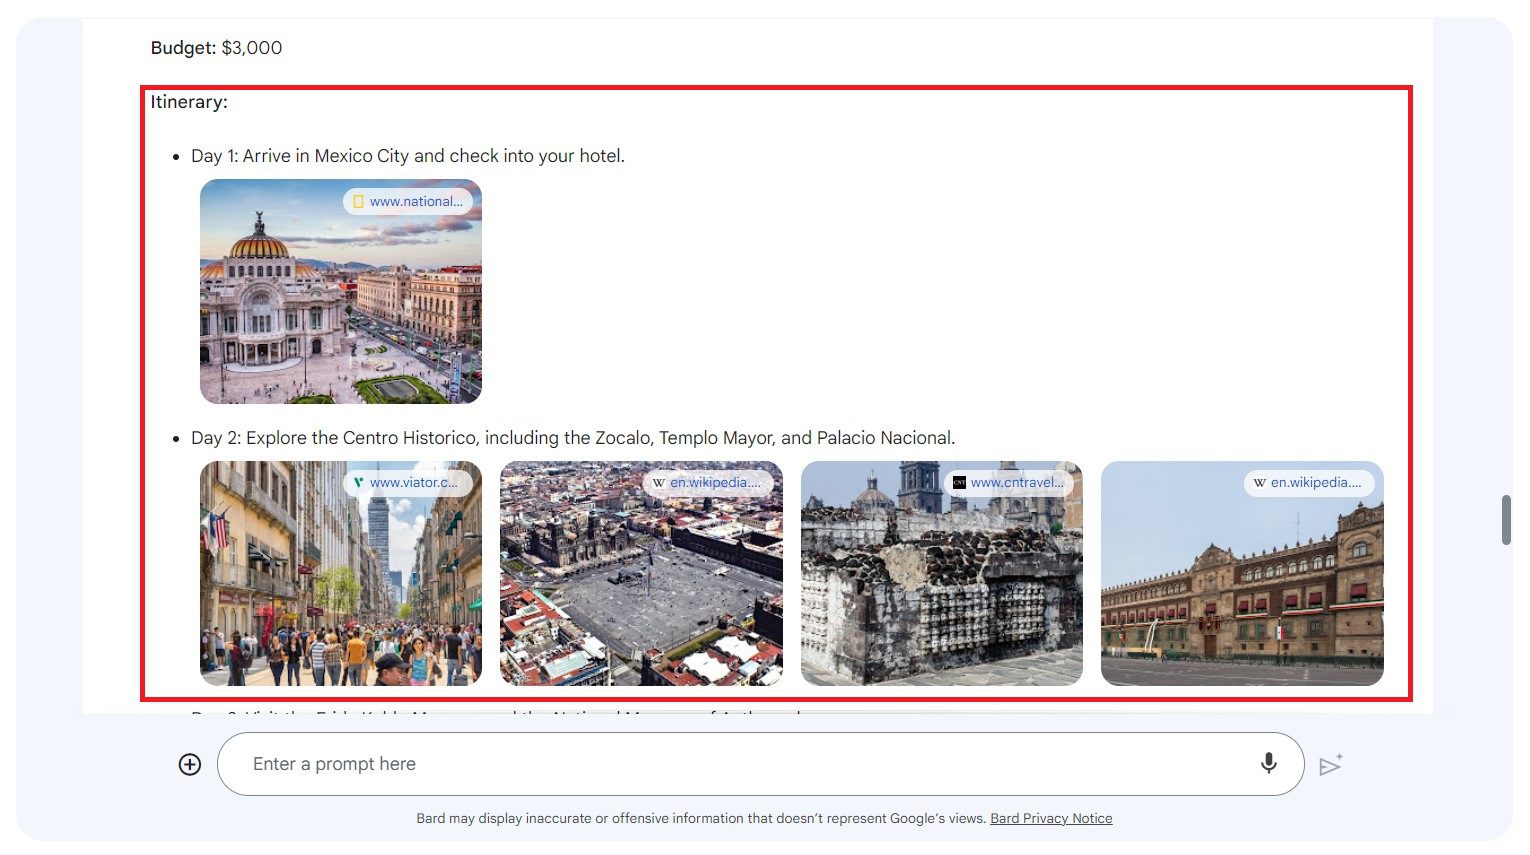 Budget: $3,000
Itinerary:
Day 1: Arrive in Mexico City and check into your hotel.
www.national...
Day 2: Explore the Centro Historico, including the Zocalo, Templo Mayor, and Palacio Nacional.
www.viator.c...
W en.wikipedia....
CNT www.cntravel...
W en.wikipedia....
Enter a prompt here
Bard may display inaccurate or offensive information that doesn't represent Google's views. Bard Privacy Notice